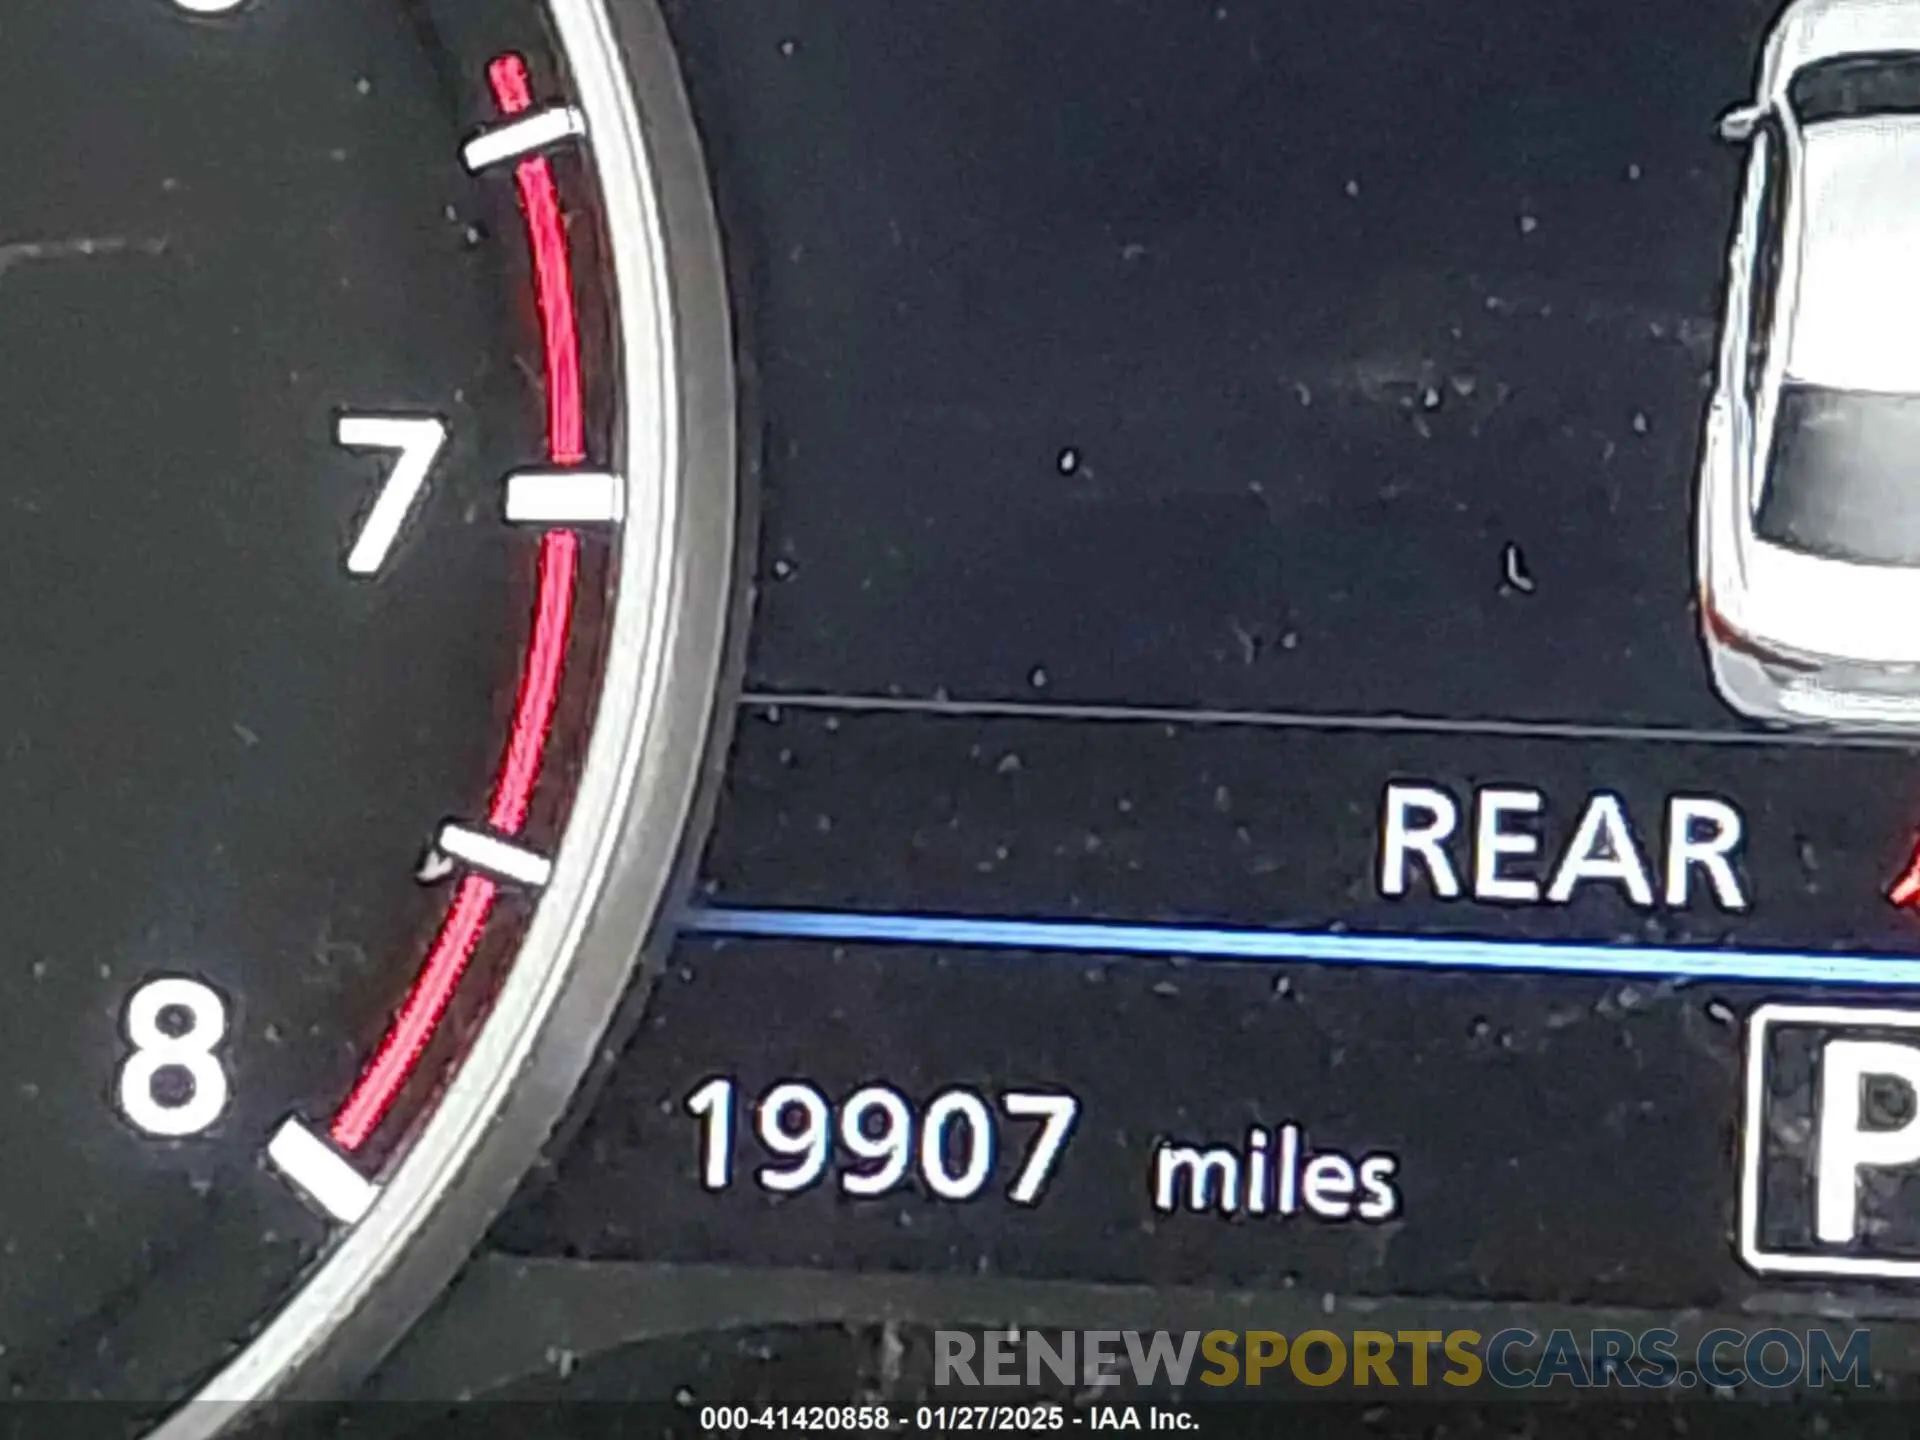 7
REAR
8
19907 miles
P
RENEWSPORTSCARS.COM
000-41420858 - 01/27/2025 - IAA Inc.